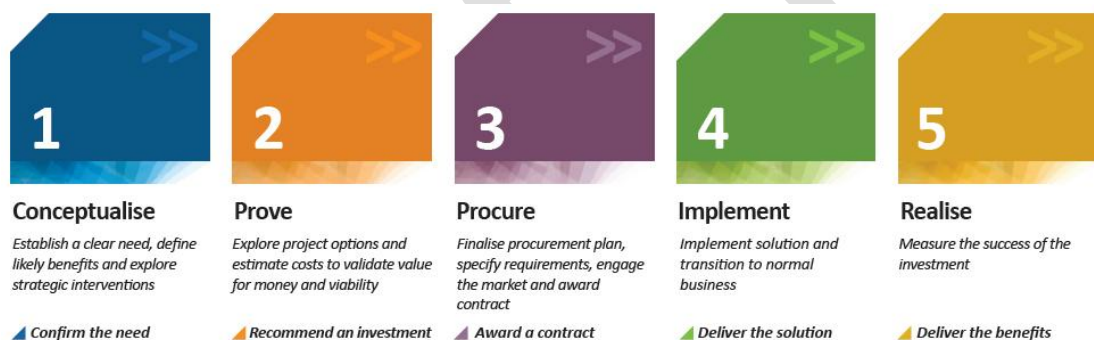 1
Conceptualise
Establish a clear need, define
likely benefits and explore
strategic interventions
Confirm the need
2
Prove
Explore project options and
estimate costs to validate value
for money and viability
Recommend an investment
3
Procure
Finalise procurement plan,
specify requirements, engage
the market and award
contract
Award a contract
4
Implement
Implement solution and
transition to normal
business
Deliver the solution
5
Realise
Measure the success of the
investment
Deliver the benefits